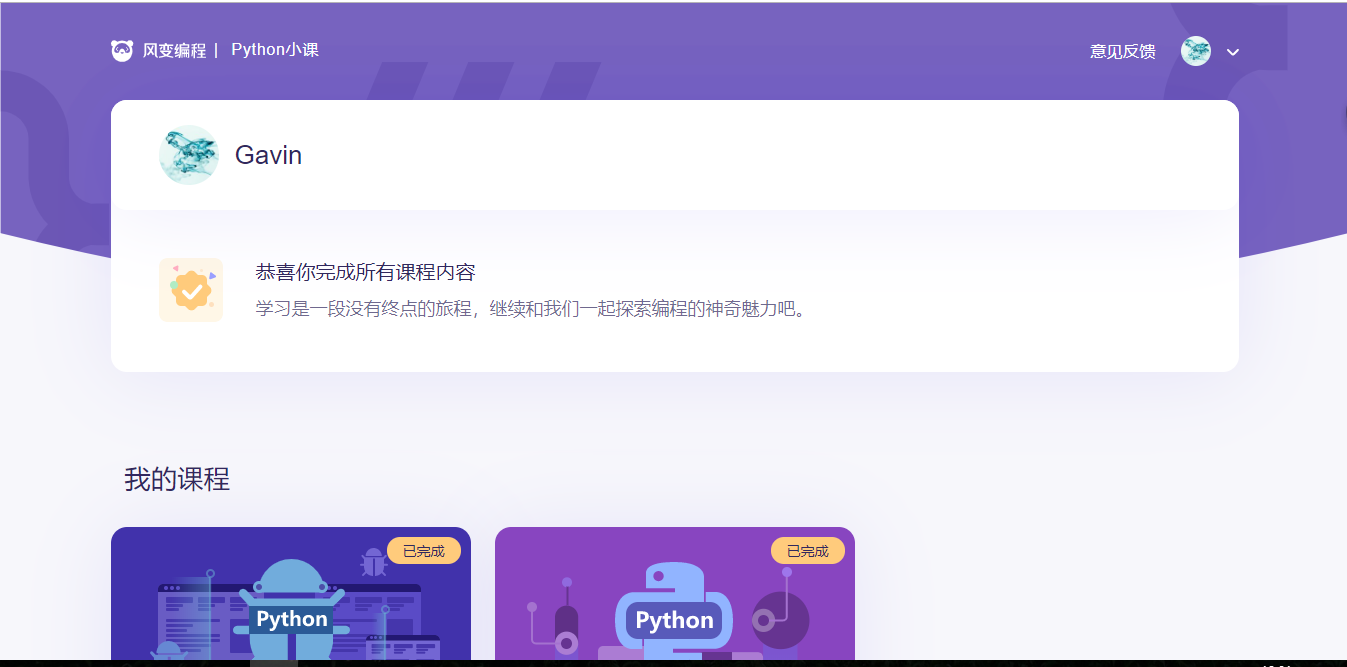 风变编程 | Python小课
意见反馈
Gavin
恭喜你完成所有课程内容
学习是一段没有终点的旅程，继续和我们一起探索编程的神奇魅力吧。
我的课程
已完成
Python
已完成
Python